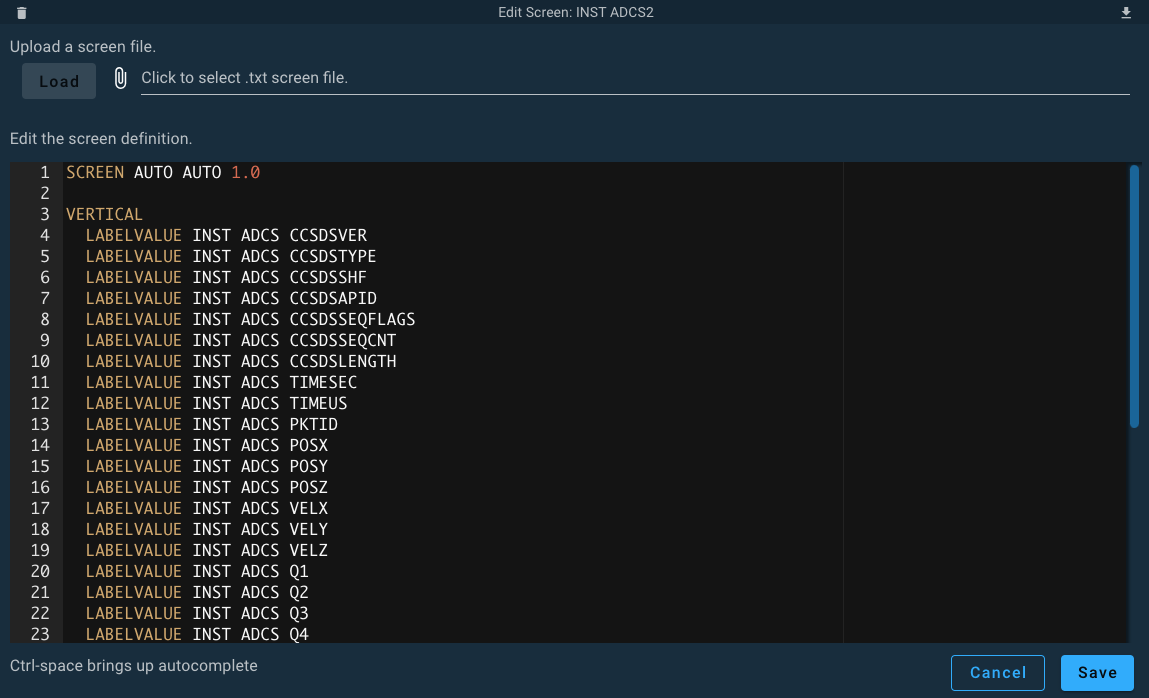 Edit Screen: INST ADCS2
Upload a screen file.
Load
Click to select .txt screen file.
Edit the screen definition.
1 SCREEN AUTO AUTO 1.0
2
3 VERTICAL
4 LABELVALUE INST ADCS CCSDSVER
5 LABELVALUE INST ADCS CCSDSTYPE
6 LABELVALUE INST ADCS CCSDSSHF
7 LABELVALUE INST ADCS CCSDSAPID
8 LABELVALUE INST ADCS CCSDSSEQFLAGS
9 LABELVALUE INST ADCS CCSDSSEQCNT
10 LABELVALUE INST ADCS CCSDSLENGTH
11 LABELVALUE INST ADCS TIMESEC
12 LABELVALUE INST ADCS TIMEUS
13 LABELVALUE INST ADCS PKTID
14 LABELVALUE INST ADCS POSX
15 LABELVALUE INST ADCS POSY
16 LABELVALUE INST ADCS POSZ
17 LABELVALUE INST ADCS VELX
18 LABELVALUE INST ADCS VELY
19 LABELVALUE INST ADCS VELZ
20 LABELVALUE INST ADCS Q1
21 LABELVALUE INST ADCS Q2
22 LABELVALUE INST ADCS Q3
23 LABELVALUE INST ADCS Q4
Ctrl-space brings up autocomplete
Cancel
Save